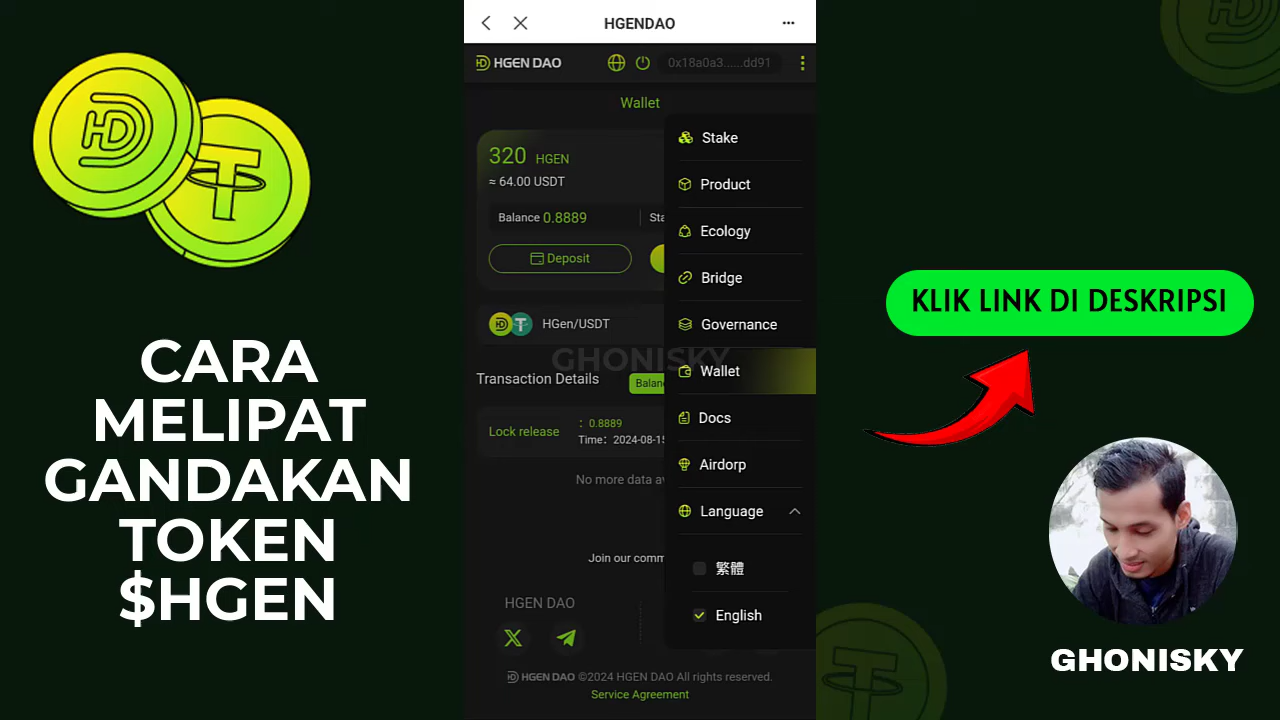 CARA
MELIPAT
GANDAKAN
TOKEN
$HGEN
HGENDAO
HGEN DAO
0x18a0a3......dd91
Wallet
320 HGEN
≈ 64.00 USDT
Balance 0.8889
Sta
Deposit
HGen/USDT
GHONISKY
Transaction Details
Balanc
Lock release
: 0.8889
Time: 2024-08-15
No more data av
Join our comm
HGEN DAO
HGEN DAO ©2024 HGEN DAO All rights reserved.
Service Agreement
Stake
Product
Ecology
Bridge
Governance
Wallet
Docs
Airdorp
Language
繁體
English
KLIK LINK DI DESKRIPSI
GHONISKY